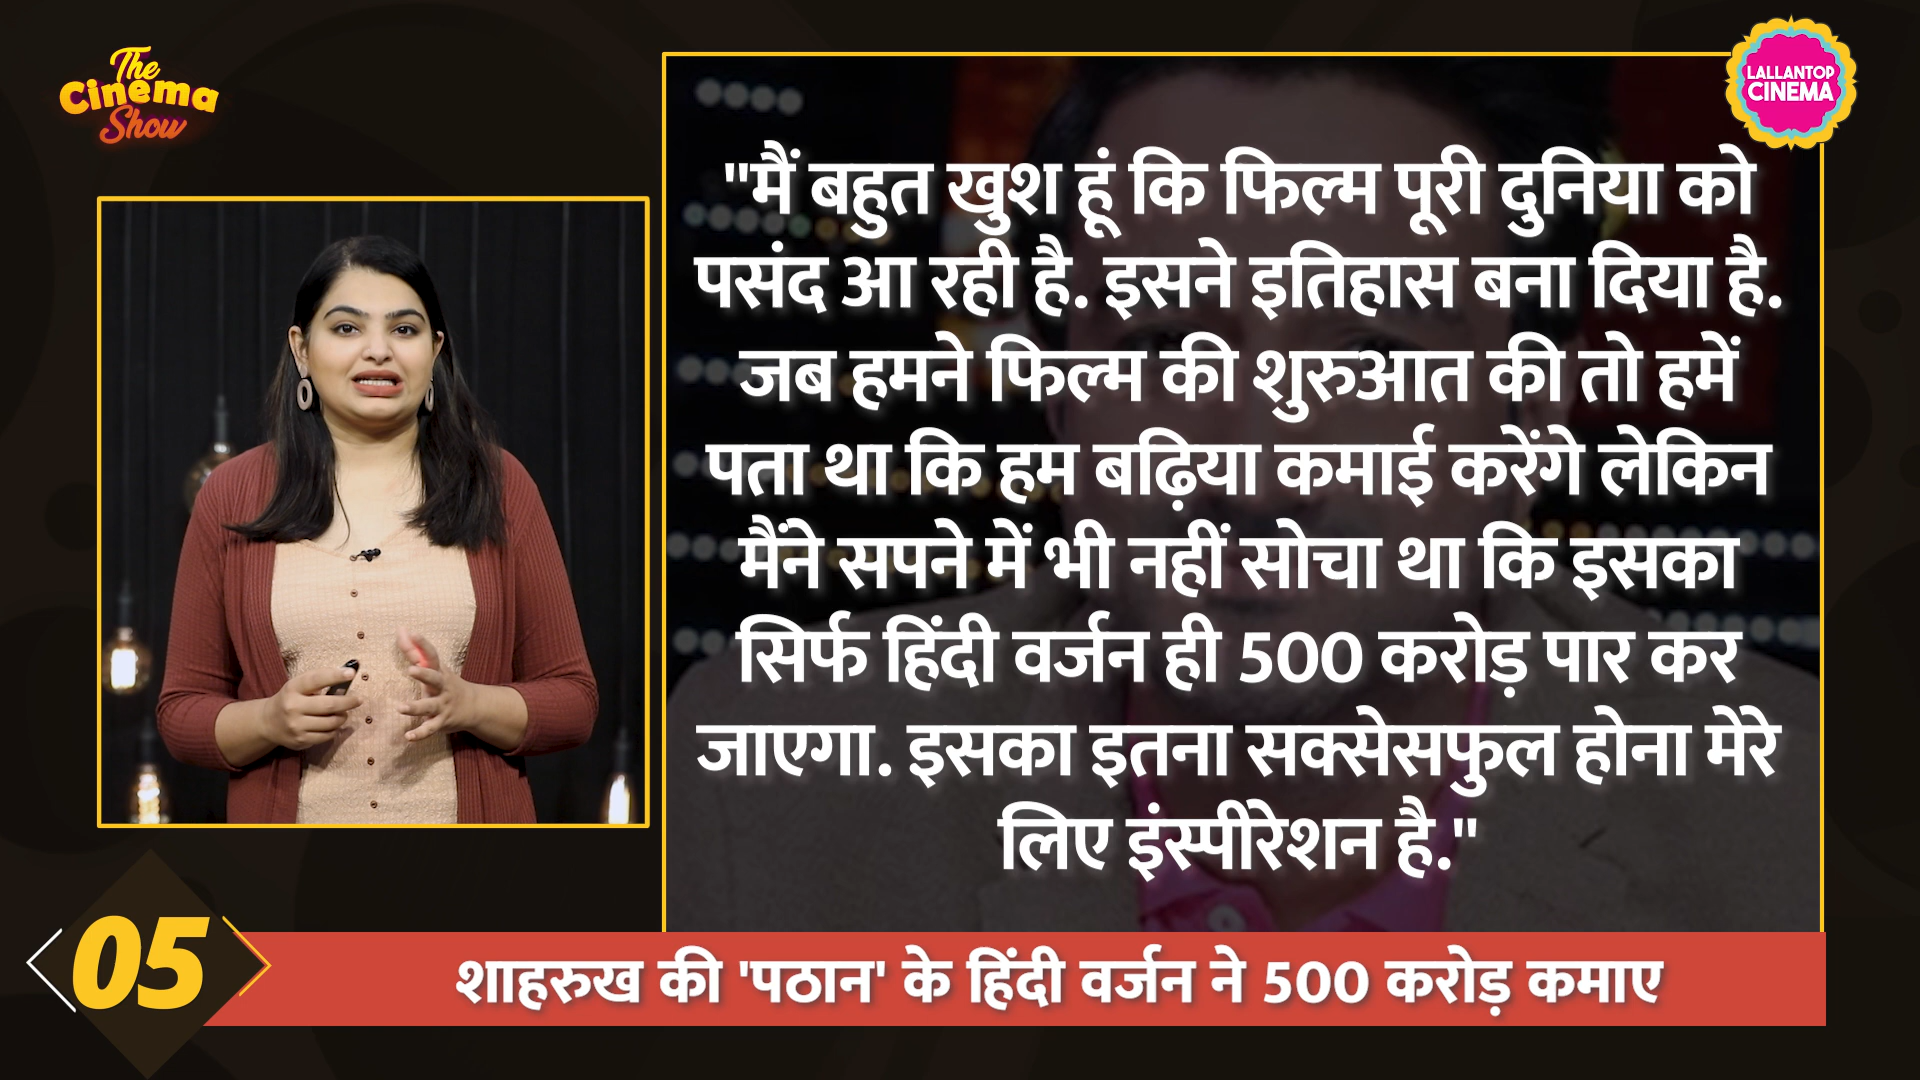 The
Cinema
Show
LALLANTOP
CINEMA
"मैं बहुत खुश हूं कि फिल्म पूरी दुनिया को
पसंद आ रही है. इसने इतिहास बना दिया है.
जब हमने फिल्म की शुरुआत की तो हमें
पता था कि हम बढ़िया कमाई करेंगे लेकिन
मैंने सपने में भी नहीं सोचा था कि इसका
सिर्फ हिंदी वर्जन ही 500 करोड़ पार कर
जाएगा. इसका इतना सक्सेसफुल होना मेरे
लिए इंस्पीरेशन है."
05
शाहरुख की 'पठान' के हिंदी वर्जन ने 500 करोड़ कमाए